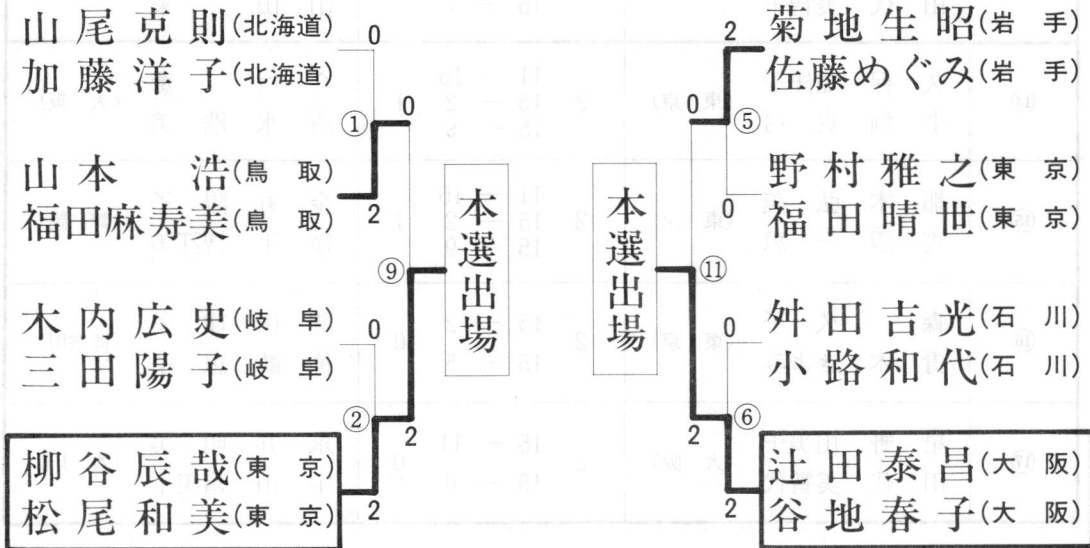 山尾克則(北海道)
加藤洋子(北海道)
0
①
0
山本 浩(鳥 取)
福田麻寿美(鳥 取)
2
⑨
本選出場
木内広史(岐 阜)
三田陽子(岐 阜)
0
②
2
柳谷辰哉(東 京)
松尾和美(東 京)
2
菊地生昭(岩 手)
佐藤めぐみ(岩 手)
2
0
⑤
野村雅之(東 京)
福田晴世(東 京)
0
本選出場
⑪
舛田吉光(石 川)
小路和代(石 川)
0
⑥
2
辻田泰昌(大 阪)
谷地春子(大 阪)
2